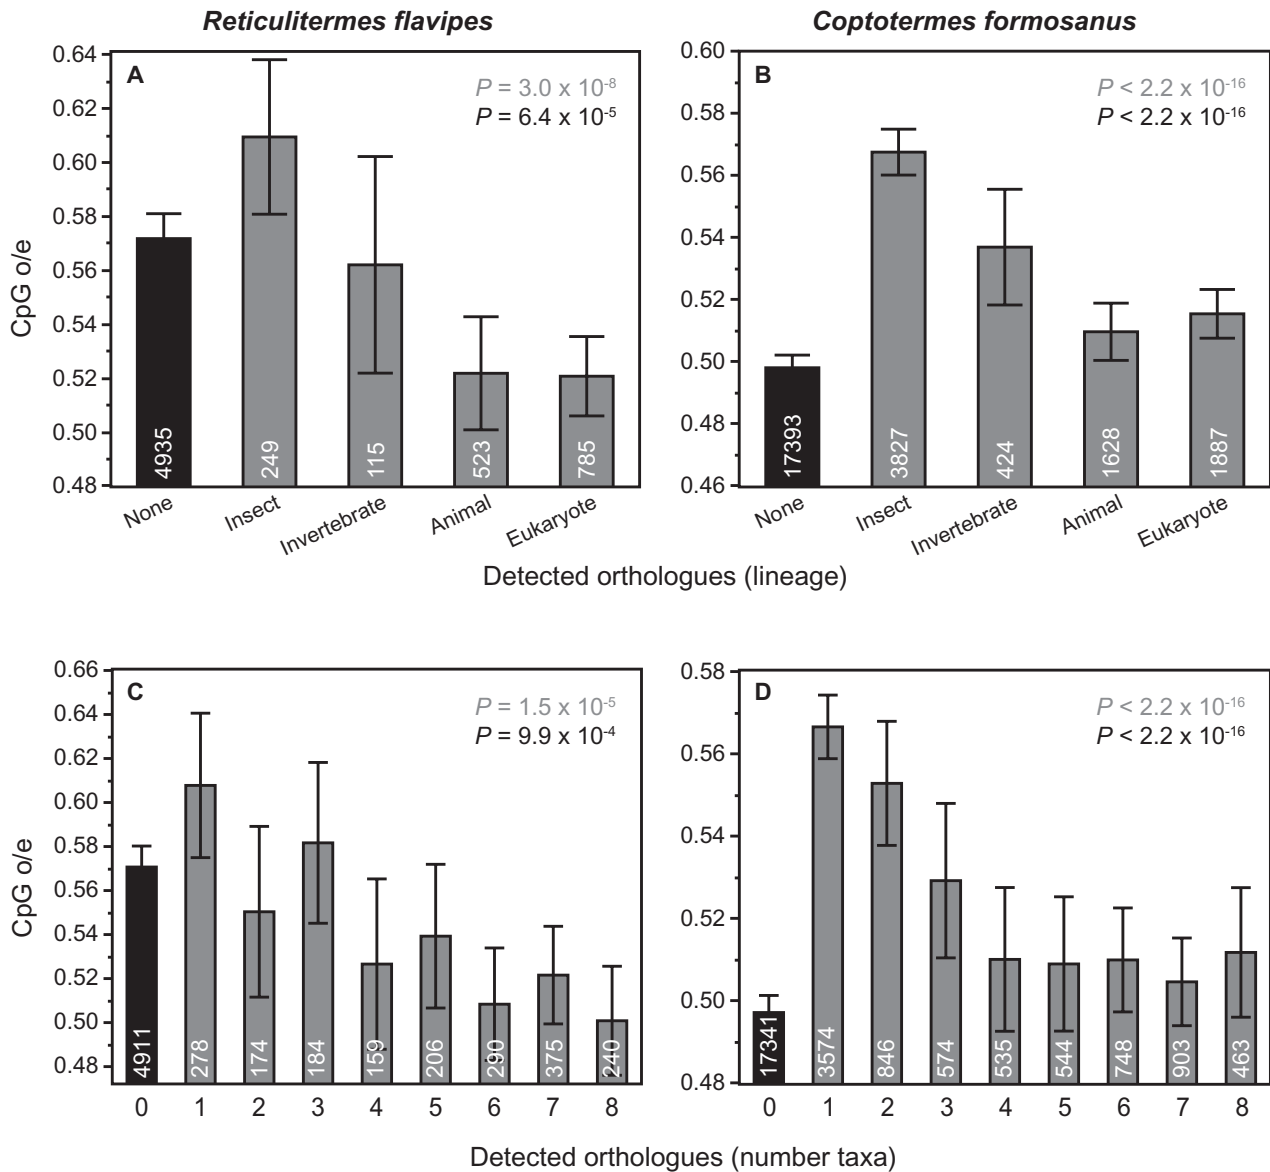 Reticulitermes flavipes
Coptotermes formosanus
A
P = 3.0 x 10-8
P = 6.4 x 10-5
0.64
0.62
0.60
0.58
0.56
0.54
0.52
0.50
0.48
CpG o/e
4935
249
115
523
785
None
Insect
Invertebrate
Animal
Eukaryote
B
P < 2.2 x 10-16
P < 2.2 x 10-16
0.60
0.58
0.56
0.54
0.52
0.50
0.48
0.46
17393
3827
424
1628
1887
None
Insect
Invertebrate
Animal
Eukaryote
Detected orthologues (lineage)
C
P = 1.5 x 10-5
P = 9.9 x 10-4
0.66
0.64
0.62
0.60
0.58
0.56
0.54
0.52
0.50
0.48
CpG o/e
4911
278
174
184
159
206
290
375
240
0 1 2 3 4 5 6 7 8
D
P < 2.2 x 10-16
P < 2.2 x 10-16
0.58
0.56
0.54
0.52
0.50
0.48
17341
3574
846
574
535
544
748
903
463
0 1 2 3 4 5 6 7 8
Detected orthologues (number taxa)